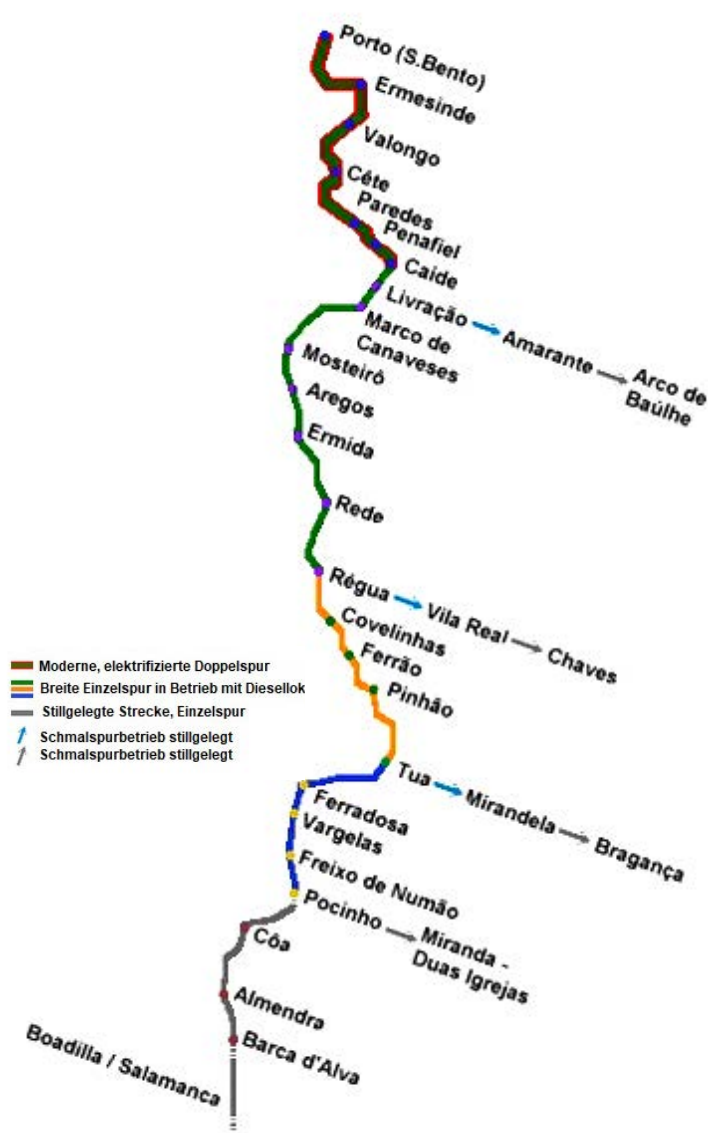 Porto (S.Bento)
Ermesinde
Valongo
Cête
Paredes
Penafiel
Caide
Livração
Amarante
Arco de
Baúlhe
Marco de
Canaveses
Mosteirô
Aregos
Ermida
Rede
Régua
Vila Real
Chaves
Covelinhas
Ferrão
Pinhão
Moderne, elektrifizierte Doppelspur
Breite Einzelspur in Betrieb mit Diesellok
Stillgelegte Strecke, Einzelspur
Schmalspurbetrieb stillgelegt
Schmalspurbetrieb stillgelegt
Tua
Mirandela
Bragança
Ferradosa
Vargelas
Freixo de Numão
Pocinho
Miranda -
Duas Igrejas
Côa
Almendra
Barca d'Alva
Boadilla / Salamanca